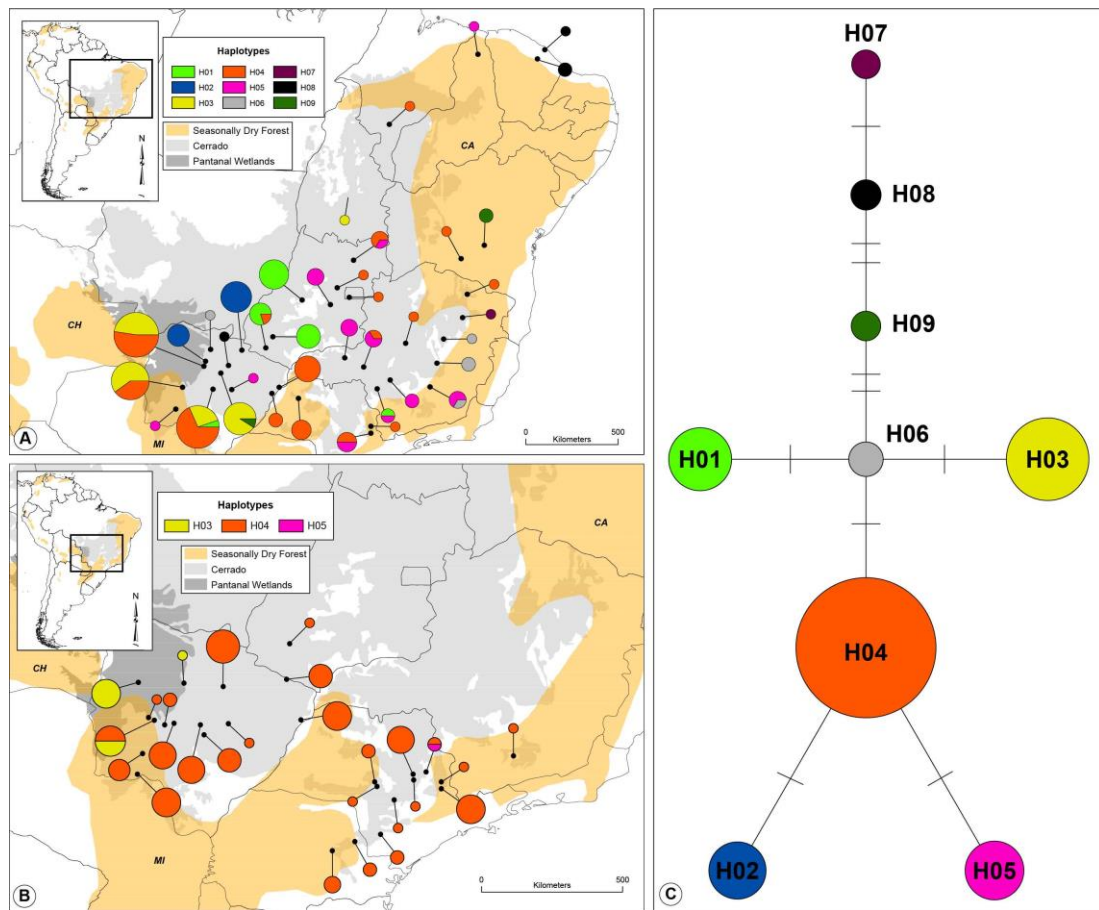 Haplotypes
H01 H04 H07
H02 H05 H08
H03 H06 H09
Seasonally Dry Forest
Cerrado
Pantanal Wetlands
N
CA
CH
MI
Kilometers
0 500
A
Haplotypes
H03 H04 H05
Seasonally Dry Forest
Cerrado
Pantanal Wetlands
N
CA
CH
MI
0 500
Kilometers
B
H07
H08
H09
H06
H01
H03
H04
H02
H05
C